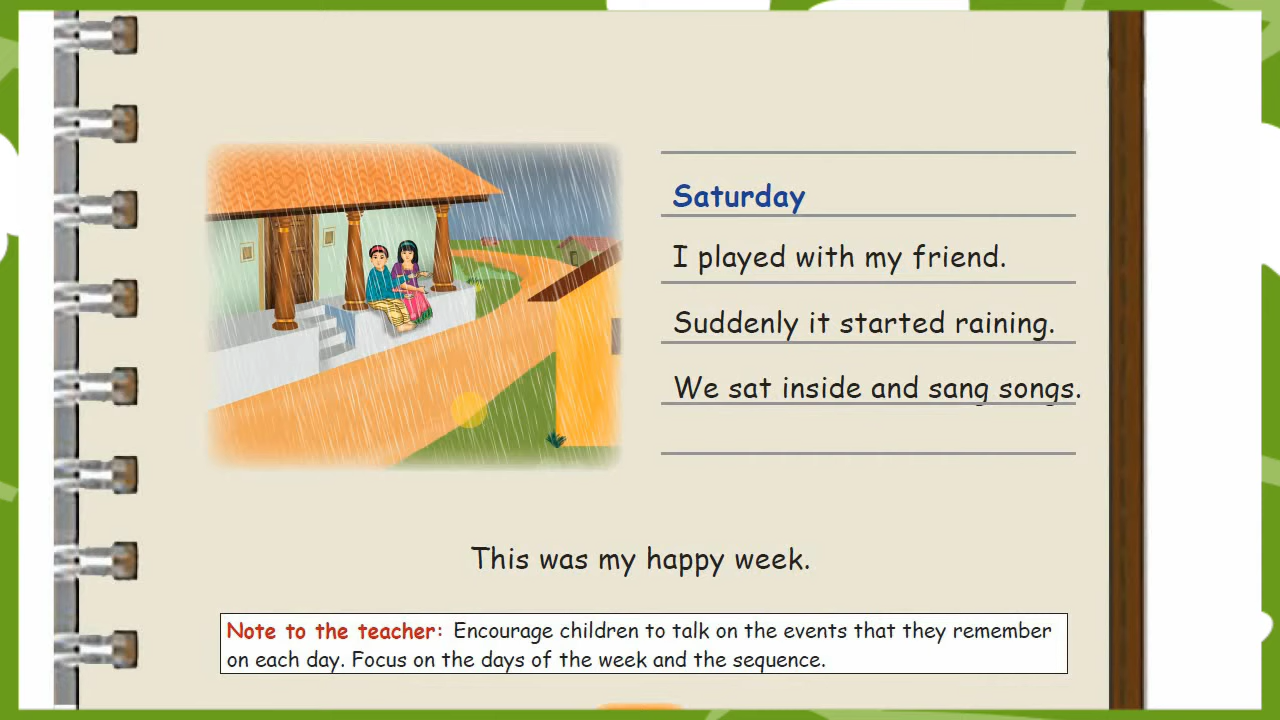 Saturday
I played with my friend.
Suddenly it started raining.
We sat inside and sang songs.
This was my happy week.
Note to the teacher: Encourage children to talk on the events that they remember
on each day. Focus on the days of the week and the sequence.